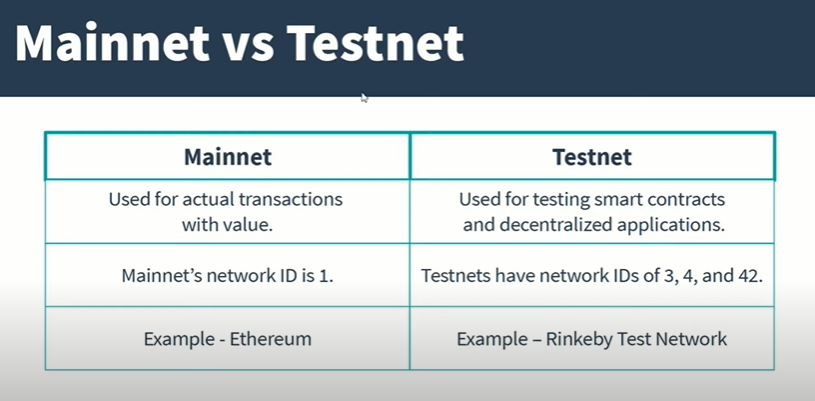 Mainnet vs Testnet
Mainnet
Testnet
Used for actual transactions
with value.
Used for testing smart contracts
and decentralized applications.
Mainnet’s network ID is 1.
Testnets have network IDs of 3, 4, and 42.
Example - Ethereum
Example – Rinkeby Test Network